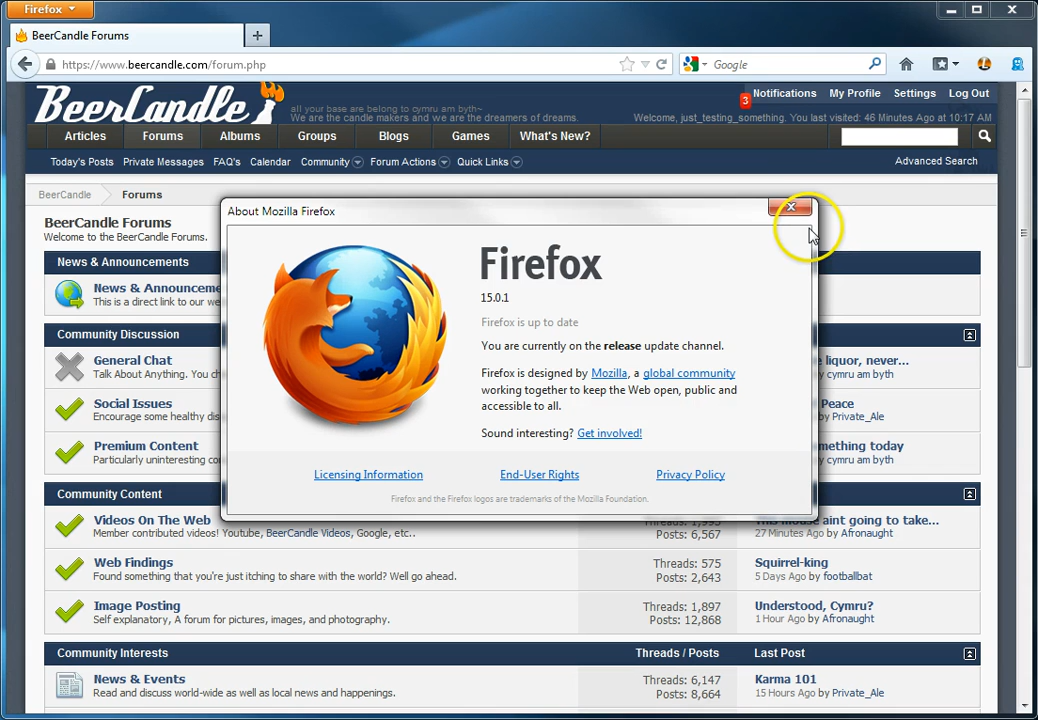 Firefox
BeerCandle Forums
https://www.beercandle.com/forum.php
Google
BeerCandle
all your base are belong to cymru am byth~
We are the candle makers and we are the dreamers of dreams.
3
Notifications My Profile Settings Log Out
Welcome, just_testing_something. You last visited: 46 Minutes Ago at 10:17 AM
Articles Forums Albums Groups Blogs Games What's New?
Today's Posts Private Messages FAQ's Calendar Community Forum Actions Quick Links
Advanced Search
BeerCandle Forums
BeerCandle Forums
Welcome to the BeerCandle Forums.
News & Announcements
News & Announceme
This is a direct link to our we
Community Discussion
General Chat
Talk About Anything. You ch
liquor, never...
cymru am byth
Social Issues
Encourage some healthy dis
Peace
Private_Ale
Premium Content
Particularly uninteresting co
mething today
cymru am byth
About Mozilla Firefox
Firefox
15.0.1
Firefox is up to date
You are currently on the release update channel.
Firefox is designed by Mozilla, a global community
working together to keep the Web open, public and
accessible to all.
Sound interesting? Get involved!
Licensing Information End-User Rights Privacy Policy
Firefox and the Firefox logos are trademarks of the Mozilla Foundation.
Community Content
Videos On The Web
Member contributed videos! Youtube, BeerCandle Videos, Google, etc..
Posts: 6,567
aint going to take...
27 Minutes Ago by Afronaught
Web Findings
Found something that you're just itching to share with the world? Well go ahead.
Threads: 575
Posts: 2,643
Squirrel-king
5 Days Ago by footballbat
Image Posting
Self explanatory, A forum for pictures, images, and photography.
Threads: 1,897
Posts: 12,868
Understood, Cymru?
1 Hour Ago by Afronaught
Community Interests Threads / Posts Last Post
News & Events
Read and discuss world-wide as well as local news and happenings.
Threads: 6,147
Posts: 8,664
Karma 101
15 Hours Ago by Private_Ale